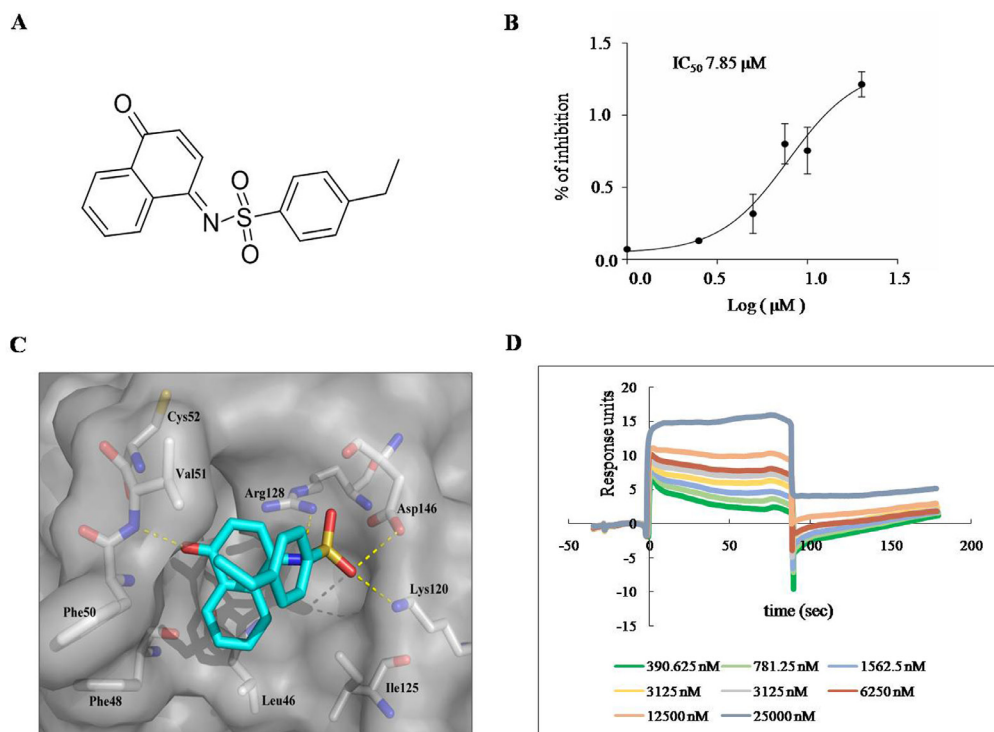 A
O
N
S
O
O
B
IC50 7.85 µM
% of inhibition
1.5
1.0
0.5
0.0
0.0 0.5 1.0 1.5
Log ( µM )
C
Cys52
Val51
Arg128
Asp146
Phe50
Lys120
Phe48
Leu46
Ile125
D
Response units
20
15
10
5
0
-5
-10
-15
-50 0 50 100 150 200
time (sec)
390.625 nM 781.25 nM 1562.5 nM
3125 nM 3125 nM 6250 nM
12500 nM 25000 nM